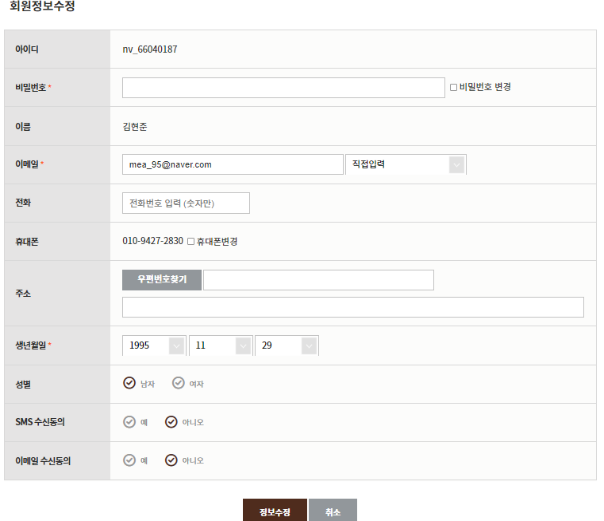 회원정보수정
아이디 nv_66040187
비밀번호 * 비밀번호 변경
이름 김현준
이메일 * mea_95@naver.com 직접입력
전화 전화번호 입력 (숫자만)
휴대폰 010-9427-2830 휴대폰변경
주소 우편번호찾기
생년월일 * 1995 11 29
성별 남자 여자
SMS 수신동의 예 아니오
이메일 수신동의 예 아니오
정보수정 취소